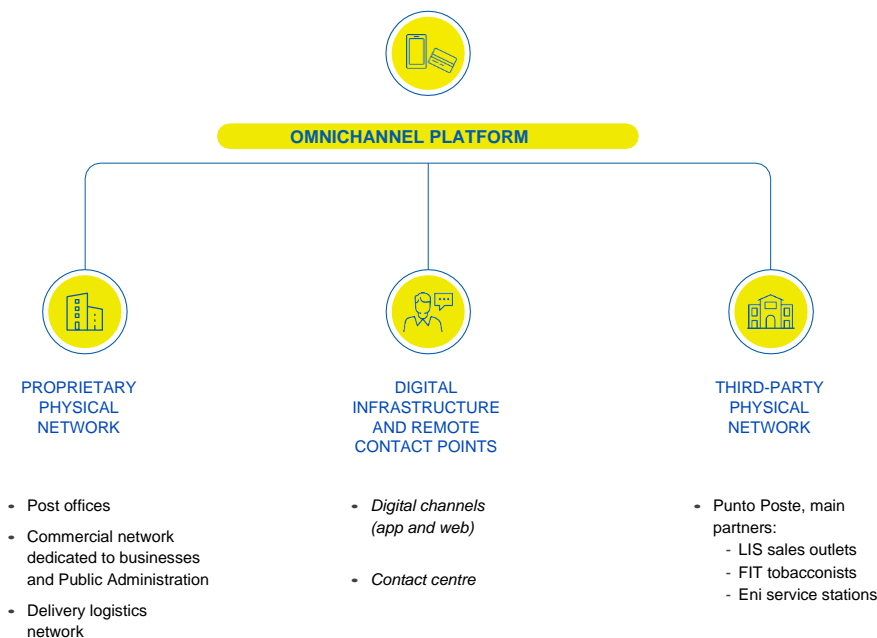 OMNICHANNEL PLATFORM
PROPRIETARY
PHYSICAL
NETWORK
• Post offices
• Commercial network
dedicated to businesses
and Public Administration
• Delivery logistics
network
DIGITAL
INFRASTRUCTURE
AND REMOTE
CONTACT POINTS
• Digital channels
(app and web)
• Contact centre
THIRD-PARTY
PHYSICAL
NETWORK
• Punto Poste, main
partners:
- LIS sales outlets
- FIT tobacconists
- Eni service stations